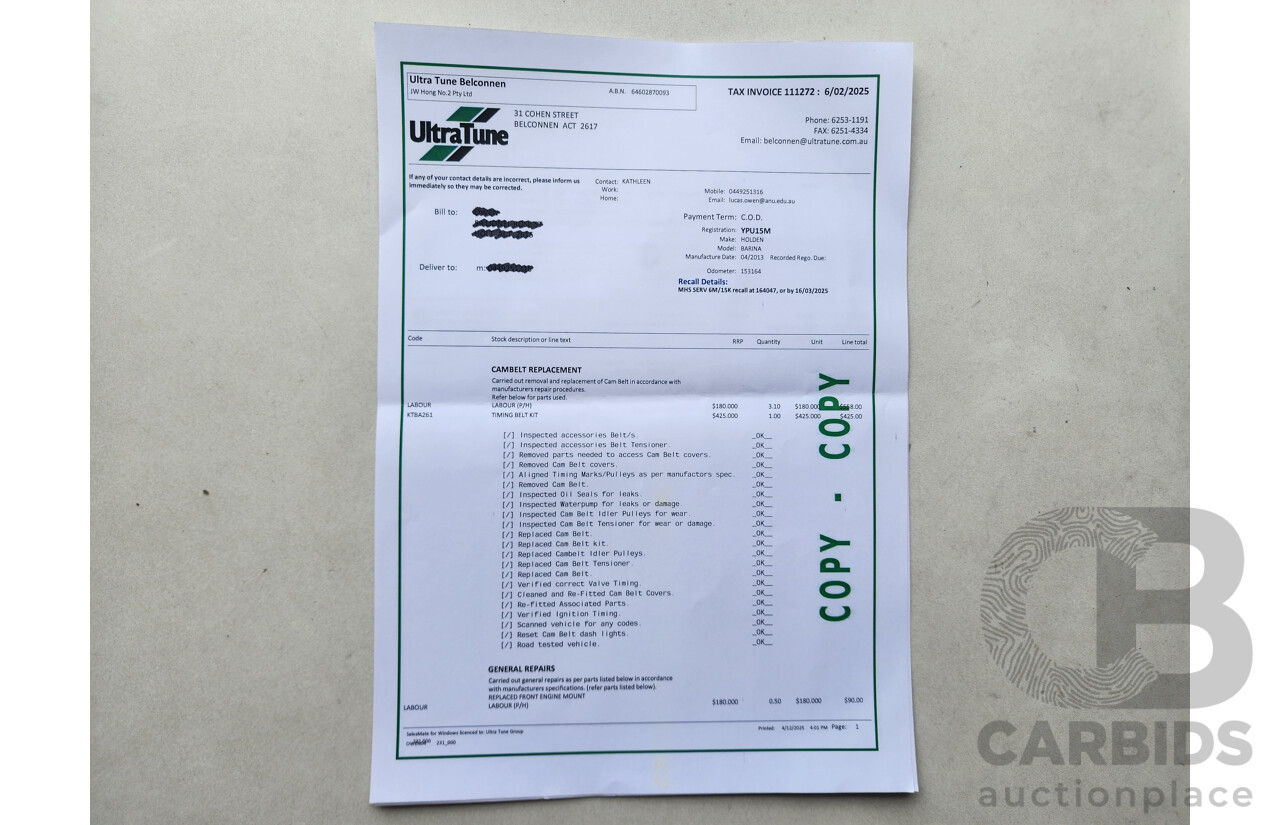 Ultra Tune Belconnen
JW Hong No.2 Pty Ltd
A.B.N. 64602870093
TAX INVOICE 111272 : 6/02/2025
UltraTune
31 COHEN STREET
BELCONNEN ACT 2617
Phone: 6253-1191
FAX: 6251-4334
Email: belconnen@ultratune.com.au
If any of your contact details are incorrect, please inform us
immediately so they may be corrected.
Contact: KATHLEEN
Work:
Home:
Mobile: 0449251316
Email: lucas.owen@anu.edu.au
Bill to:
Payment Term: C.O.D.
Registration: YPU15M
Make: HOLDEN
Model: BARINA
Manufacture Date: 04/2013 Recorded Rego. Due:
Deliver to: m:
Odometer: 153164
Recall Details:
MHS SERV 6M/15K recall at 164047, or by 16/03/2025
Code Stock description or line text RRP Quantity Unit Line total
CAMBELT REPLACEMENT
Carried out removal and replacement of Cam Belt in accordance with
manufacturers repair procedures.
Refer below for parts used.
LABOUR LABOUR (P/H) $180.000 3.10 $180.000
KTBA261 TIMING BELT KIT $425.000 1.00 $425.000 $425.00
[/] Inspected accessories Belt/s. _OK__
[/] Inspected accessories Belt Tensioner. _OK__
[/] Removed parts needed to access Cam Belt covers. _OK__
[/] Removed Cam Belt covers. _OK__
[/] Aligned Timing Marks/Pulleys as per manufactors spec. _OK__
[/] Removed Cam Belt. _OK__
[/] Inspected Oil Seals for leaks. _OK__
[/] Inspected Waterpump for leaks or damage. _OK__
[/] Inspected Cam Belt Idler Pulleys for wear. _OK__
[/] Inspected Cam Belt Tensioner for wear or damage. _OK__
[/] Replaced Cam Belt. _OK__
[/] Replaced Cam Belt kit. _OK__
[/] Replaced Cambelt Idler Pulleys. _OK__
[/] Replaced Cam Belt Tensioner. _OK__
[/] Replaced Cam Belt. _OK__
[/] Verified correct Valve Timing. _OK__
[/] Cleaned and Re-Fitted Cam Belt Covers. _OK__
[/] Re-fitted Associated Parts. _OK__
[/] Verified Ignition Timing. _OK__
[/] Scanned vehicle for any codes. _OK__
[/] Reset Cam Belt dash lights. _OK__
[/] Road tested vehicle. _OK__
COPY - COPY
GENERAL REPAIRS
Carried out general repairs as per parts listed below in accordance
with manufacturers specifications. (refer parts listed below).
REPLACED FRONT ENGINE MOUNT
LABOUR LABOUR (P/H) $180.000 0.50 $180.000 $90.00
SalesMate for Windows licenced to: Ultra Tune Group
231_000
Printed: 4/12/2025 4:01 PM Page: 1
CB
CARBIDS
auctionplace